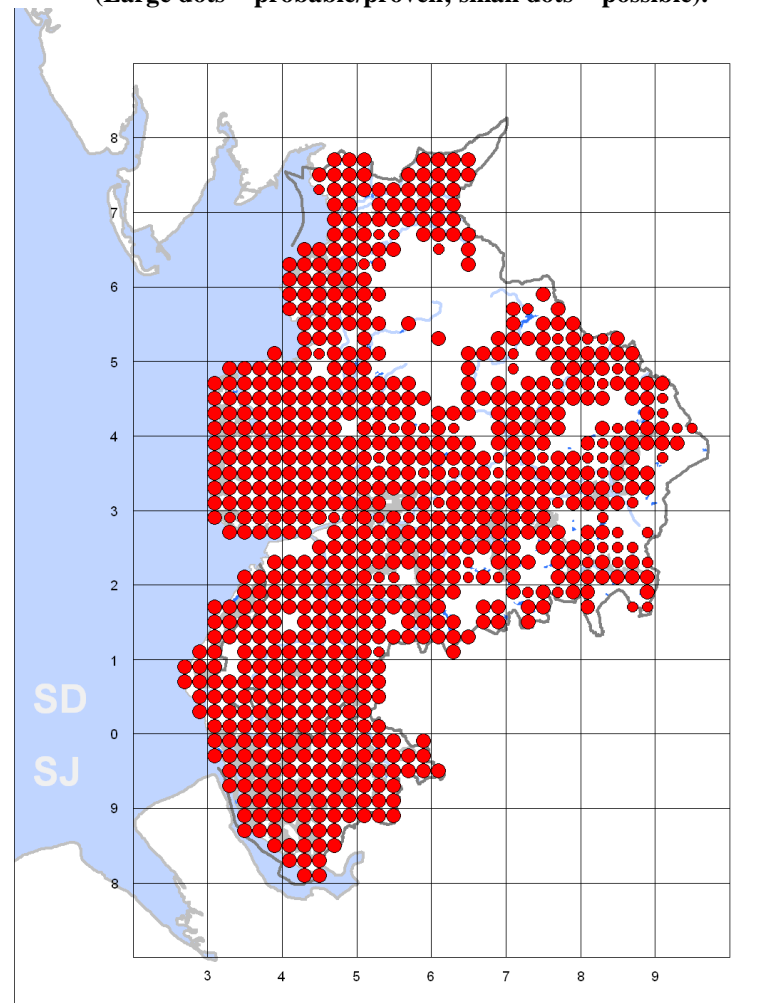 (Large dots = probable/proven, small dots = possible).
8
7
6
5
4
3
2
1
SD
0
SJ
9
8
3 4 5 6 7 8 9